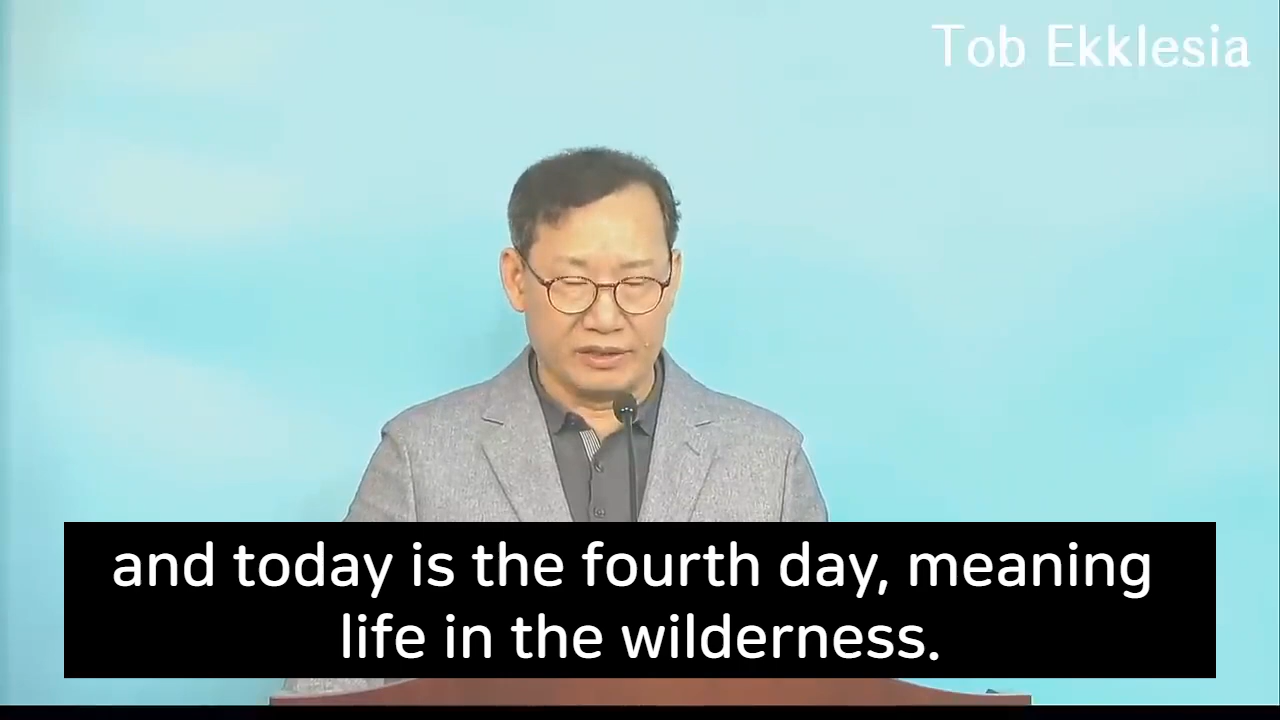 Tob Ekklesia
and today is the fourth day, meaning
life in the wilderness.